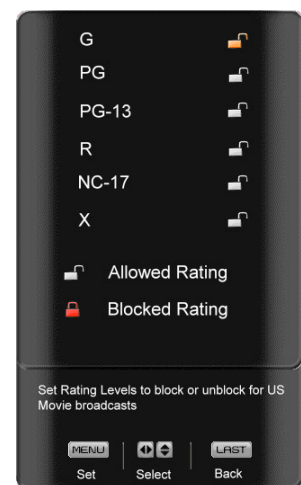 G
PG
PG-13
R
NC-17
X
Allowed Rating
Blocked Rating
Set Rating Levels to block or unblock for US
Movie broadcasts
MENU LAST
Set Select Back